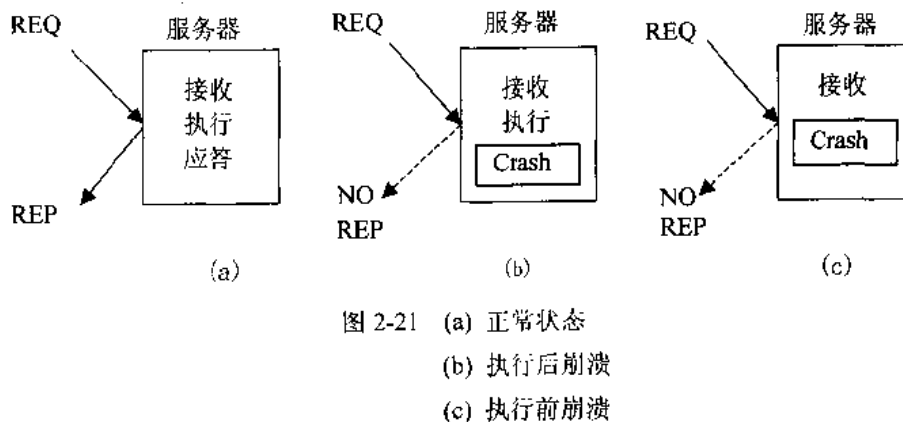 REQ
服务器
接收
执行
应答
REP
(a)
REQ
服务器
接收
执行
Crash
NO
REP
(b)
REQ
服务器
接收
Crash
NO
REP
(c)
图 2-21 (a) 正常状态
(b) 执行后崩溃
(c) 执行前崩溃